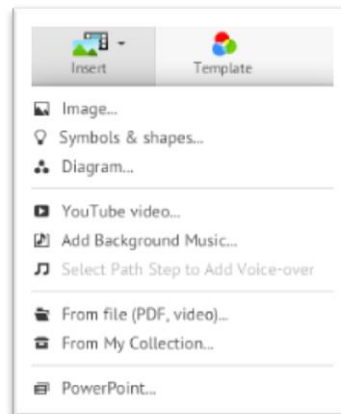 Insert
Template
Image...
Symbols & shapes...
Diagram...
YouTube video...
Add Background Music...
Select Path Step to Add Voice-over
From file (PDF, video)...
From My Collection...
PowerPoint...